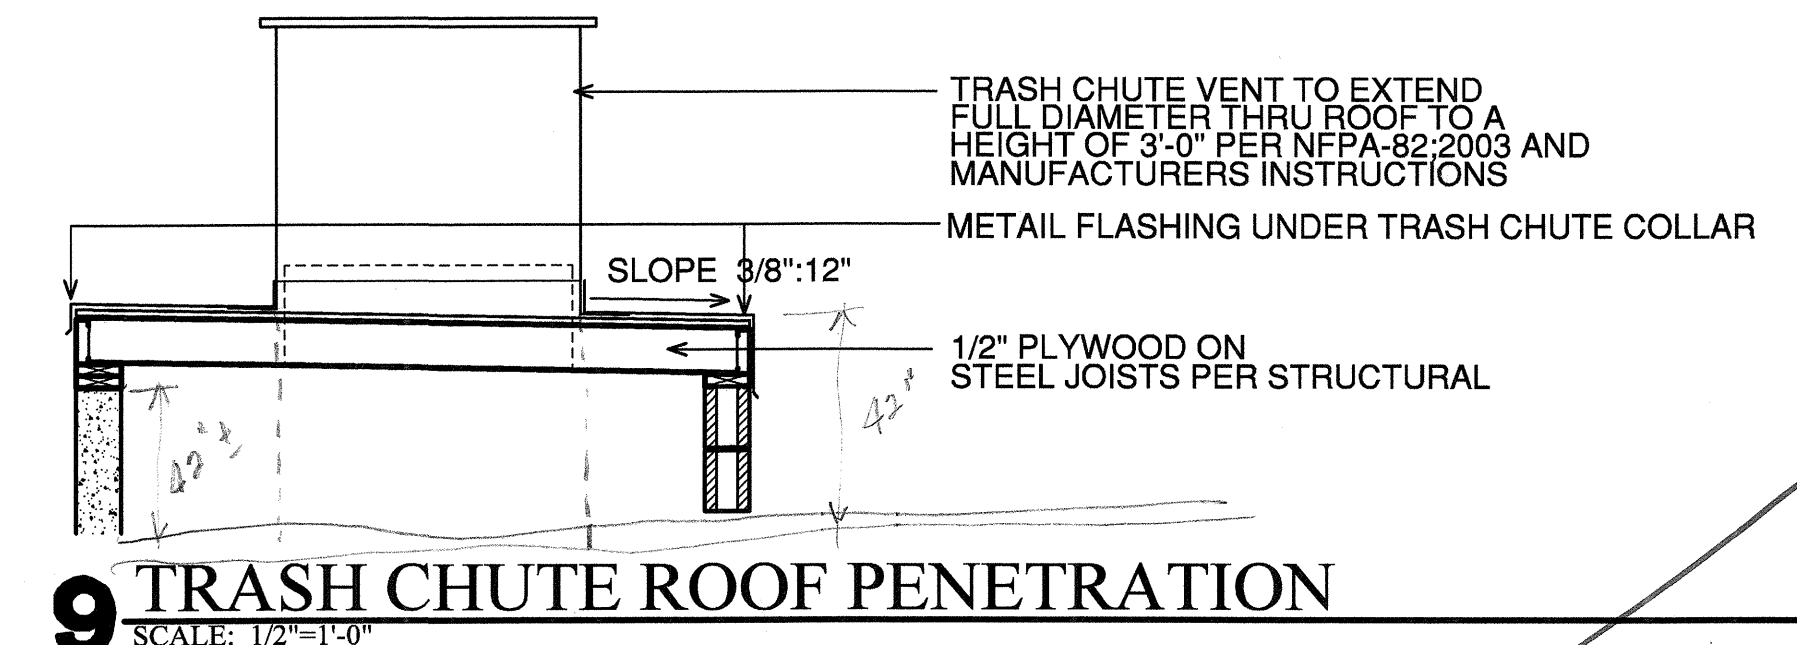 TRASH CHUTE VENT TO EXTEND
FULL DIAMETER THRU ROOF TO A
HEIGHT OF 3'-0" PER NFPA-82;2003 AND
MANUFACTURERS INSTRUCTIONS
METAIL FLASHING UNDER TRASH CHUTE COLLAR
SLOPE 3/8":12"
1/2" PLYWOOD ON
STEEL JOISTS PER STRUCTURAL
42"
42"
9 TRASH CHUTE ROOF PENETRATION
SCALE: 1/2"=1'-0"